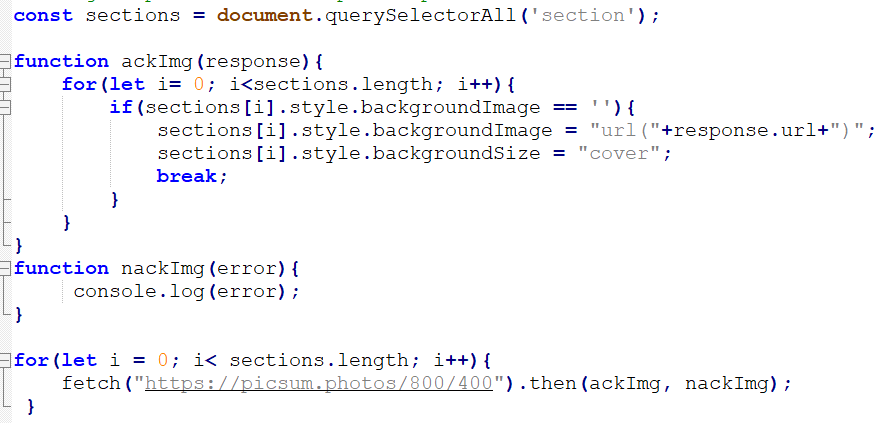 const sections = document.querySelectorAll('section');
function ackImg(response){
    for(let i= 0; i<sections.length; i++){
        if(sections[i].style.backgroundImage == ''){
            sections[i].style.backgroundImage = "url("+response.url+")";
            sections[i].style.backgroundSize = "cover";
            break;
        }
    }
}
function nackImg(error){
     console.log(error);
}
for(let i = 0; i< sections.length; i++){
    fetch("https://picsum.photos/800/400").then(ackImg, nackImg);
 }